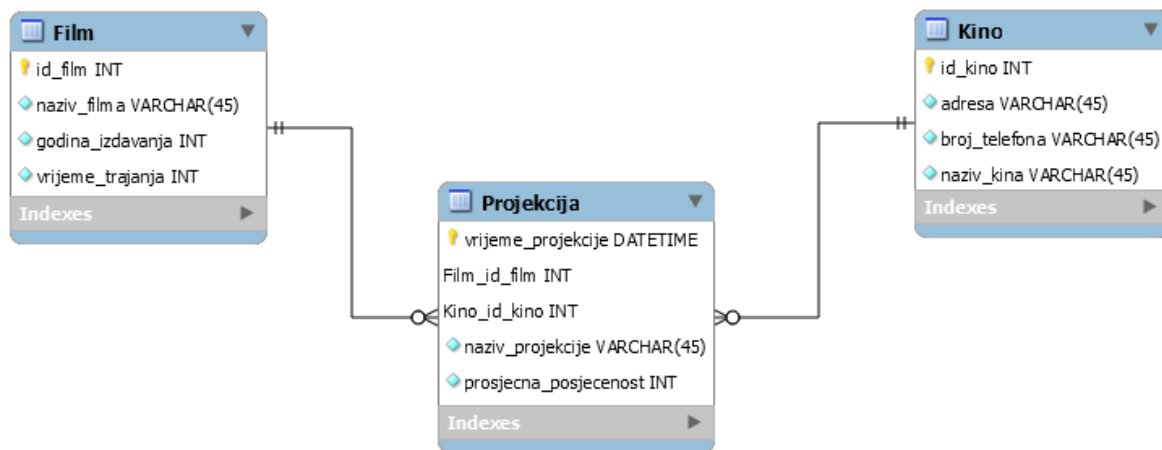 Film
id_film INT
naziv_filma VARCHAR(45)
godina_izdavanja INT
vrijeme_trajanja INT
Indexes
Kino
id_kino INT
adresa VARCHAR(45)
broj_telefona VARCHAR(45)
naziv_kina VARCHAR(45)
Indexes
Projekcija
vrijeme_projekcije DATETIME
Film_id_film INT
Kino_id_kino INT
naziv_projekcije VARCHAR(45)
prosjecna_posjecenost INT
Indexes